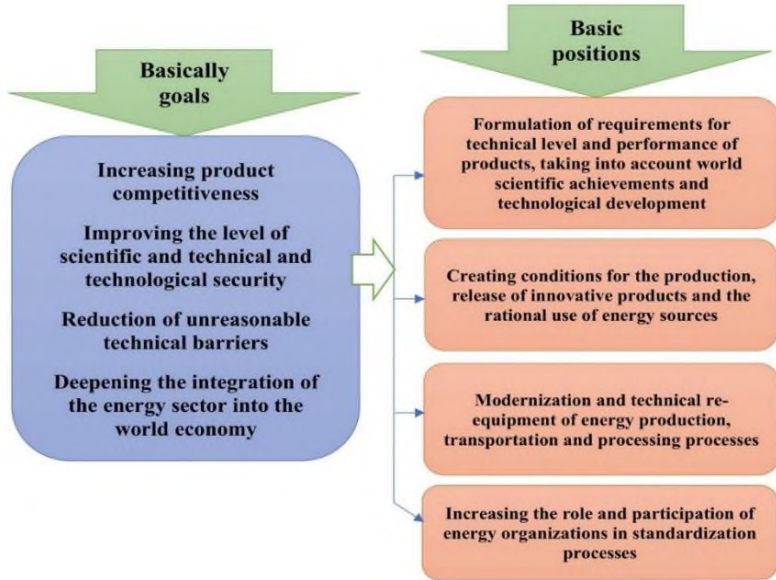 Basically
goals
Increasing product
competitiveness
Improving the level of
scientific and technical and
technological security
Reduction of unreasonable
technical barriers
Deepening the integration of
the energy sector into the
world economy
Basic
positions
Formulation of requirements for
technical level and performance of
products, taking into account world
scientific achievements and
technological development
Creating conditions for the production,
release of innovative products and the
rational use of energy sources
Modernization and technical re-
equipment of energy production,
transportation and processing processes
Increasing the role and participation of
energy organizations in standardization
processes